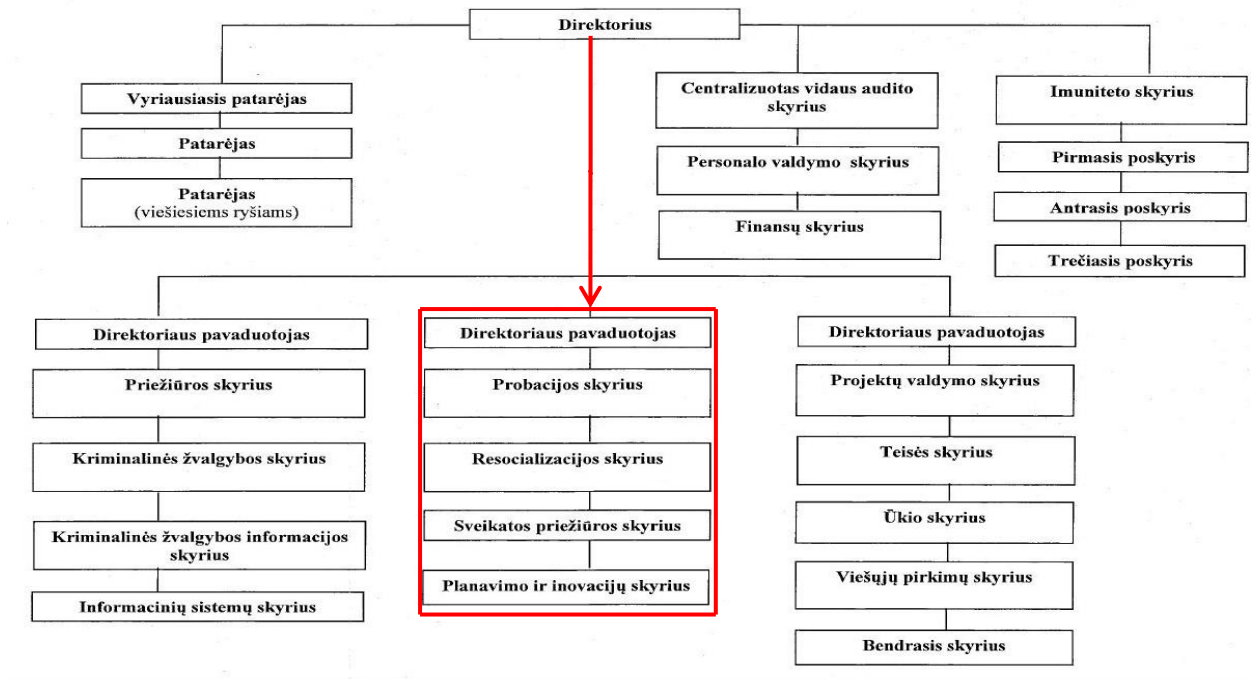 Direktorius
Vyriausiasis patarėjas
Patarėjas
Patarėjas
(viešiesiems ryšiams)
Centralizuotas vidaus audito
skyrius
Personalo valdymo skyrius
Finansų skyrius
Imuniteto skyrius
Pirmasis poskyris
Antrasis poskyris
Trečiasis poskyris
Direktoriaus pavaduotojas
Priežiūros skyrius
Kriminalinės žvalgybos skyrius
Kriminalinės žvalgybos informacijos
skyrius
Informacinių sistemų skyrius
Direktoriaus pavaduotojas
Probacijos skyrius
Resocializacijos skyrius
Sveikatos priežiūros skyrius
Planavimo ir inovacijų skyrius
Direktoriaus pavaduotojas
Projektų valdymo skyrius
Teisės skyrius
Ūkio skyrius
Viešųjų pirkimų skyrius
Bendrasis skyrius